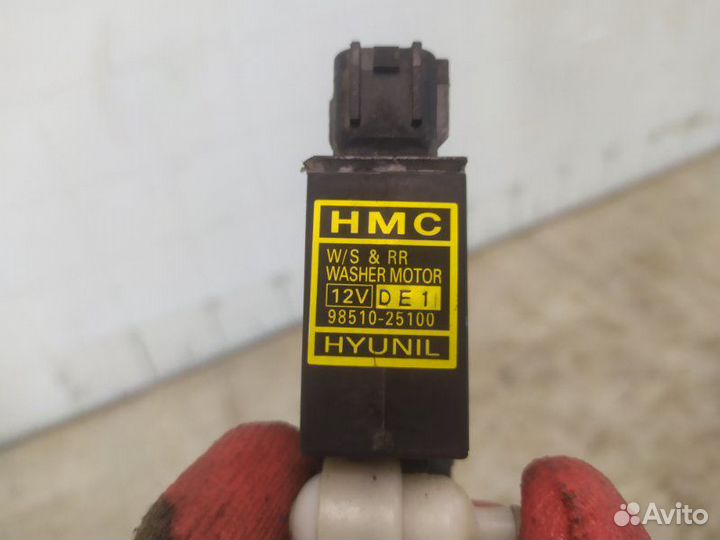 HMC
W/S & RR
WASHER MOTOR
12V DE1
98510-25100
HYUNIL
Avito